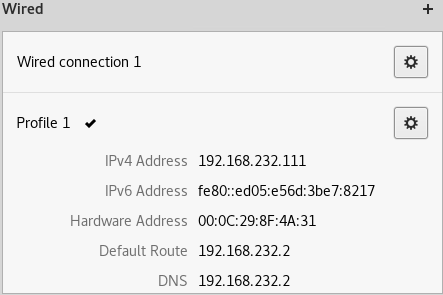 Wired +
Wired connection 1
Profile 1 ✔
IPv4 Address 192.168.232.111
IPv6 Address fe80::ed05:e56d:3be7:8217
Hardware Address 00:0C:29:8F:4A:31
Default Route 192.168.232.2
DNS 192.168.232.2